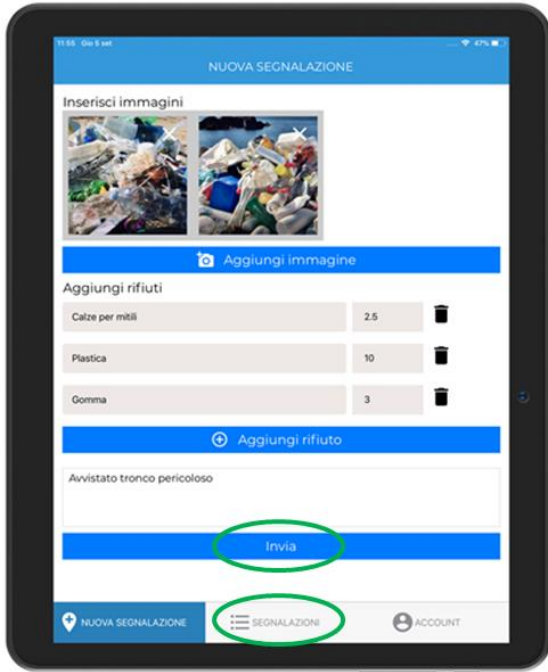 11:55 Gio 5 set
47%
NUOVA SEGNALAZIONE
Inserisci immagini
Aggiungi immagine
Aggiungi rifiuti
Calze per mitili 2.5
Plastica 10
Gomma 3
Aggiungi rifiuto
Avvistato tronco pericoloso
Invia
NUOVA SEGNALAZIONE SEGNALAZIONI ACCOUNT